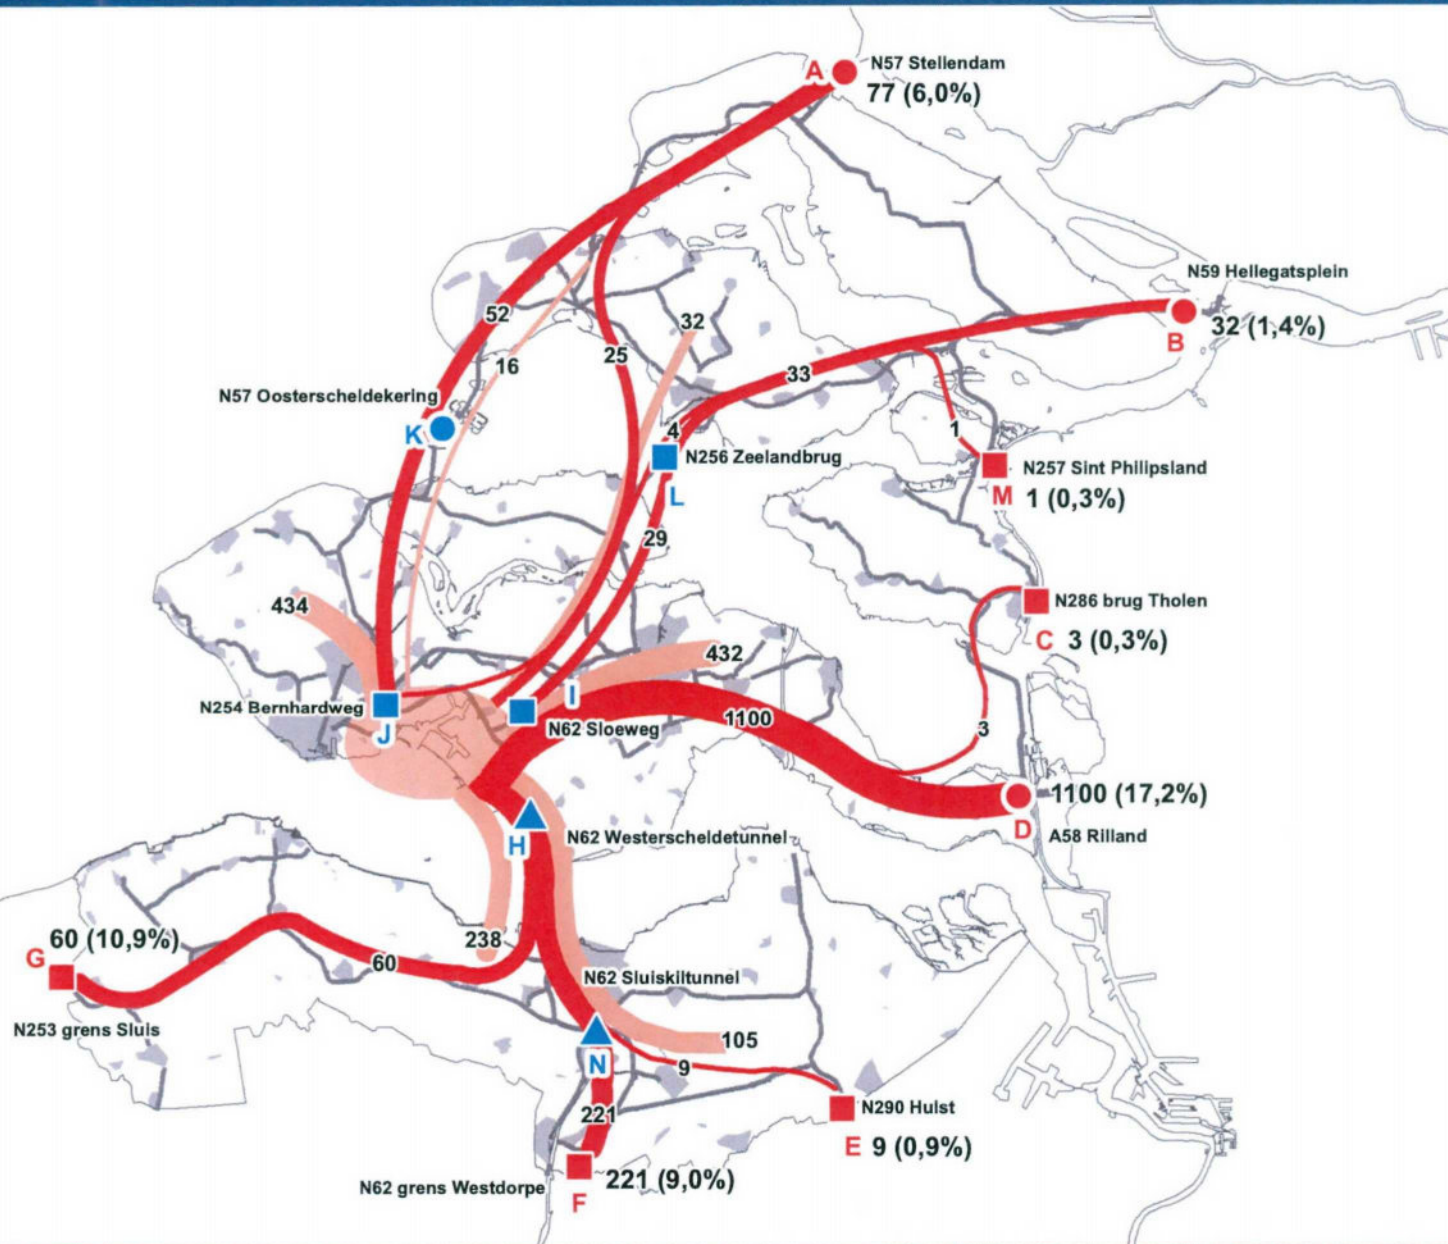 A
N57 Stellendam
77 (6,0%)
N59 Hellegatsplein
32 (1,4%)
B
52
32
16
25
33
N57 Oosterscheldekering
K
4
N256 Zeelandbrug
L
1
N257 Sint Philipsland
M
1 (0,3%)
29
434
N286 brug Tholen
C
3 (0,3%)
432
N254 Bernhardweg
J
I
N62 Sloeweg
1100
3
1100 (17,2%)
D
A58 Rilland
H
N62 Westerscheldetunnel
G
60 (10,9%)
238
60
N62 Sluiskiltunnel
N253 grens Sluis
105
N
9
221
N290 Hulst
E
9 (0,9%)
N62 grens Westdorpe
221 (9,0%)
F